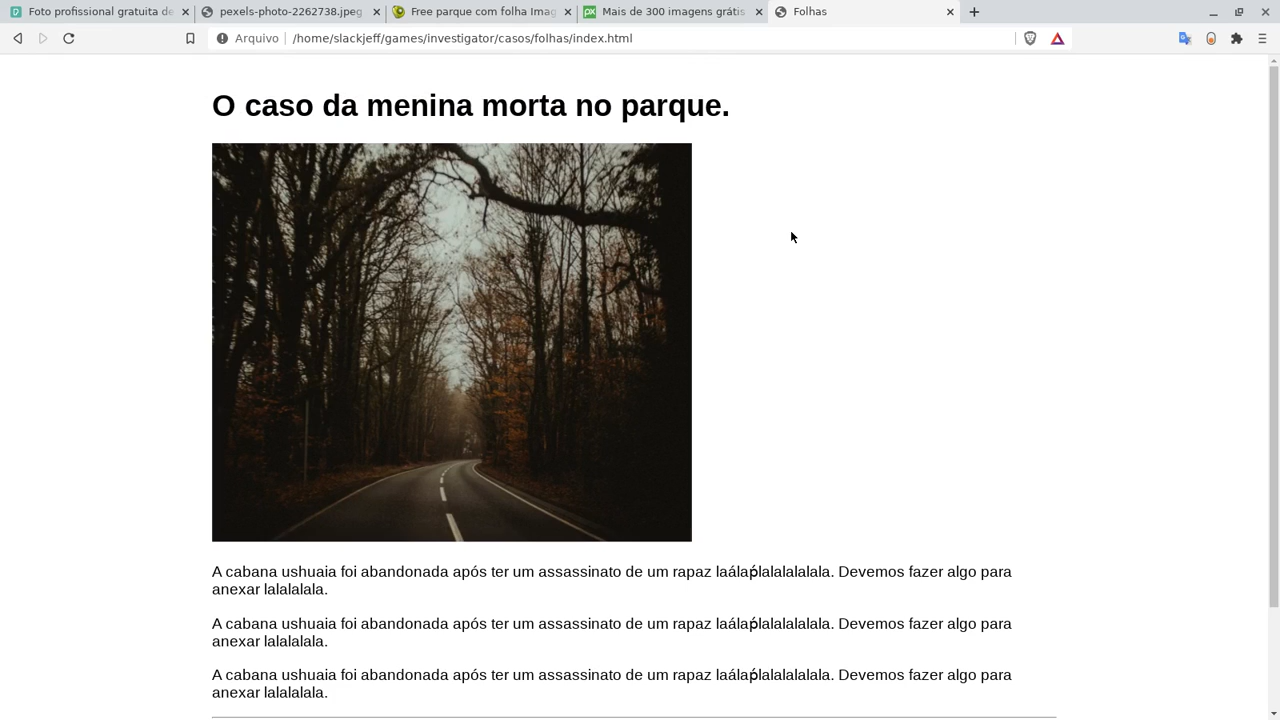 Foto profissional gratuita de
pexels-photo-2262738.jpeg
Free parque com folha Imag
Mais de 300 imagens grátis
Folhas
Arquivo
/home/slackjeff/games/investigator/casos/folhas/index.html
O caso da menina morta no parque.
A cabana ushuaia foi abandonada após ter um assassinato de um rapaz laálaṕlalalalalala. Devemos fazer algo para
anexar lalalalala.
A cabana ushuaia foi abandonada após ter um assassinato de um rapaz laálaṕlalalalalala. Devemos fazer algo para
anexar lalalalala.
A cabana ushuaia foi abandonada após ter um assassinato de um rapaz laálaṕlalalalalala. Devemos fazer algo para
anexar lalalalala.